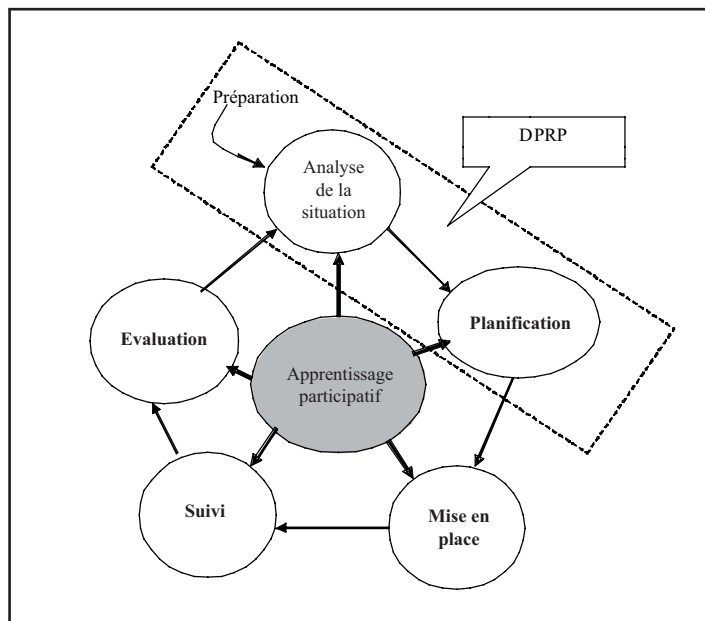 Préparation
DPRP
Analyse
de la
situation
Planification
Evaluation
Apprentissage
participatif
Suivi
Mise en
place